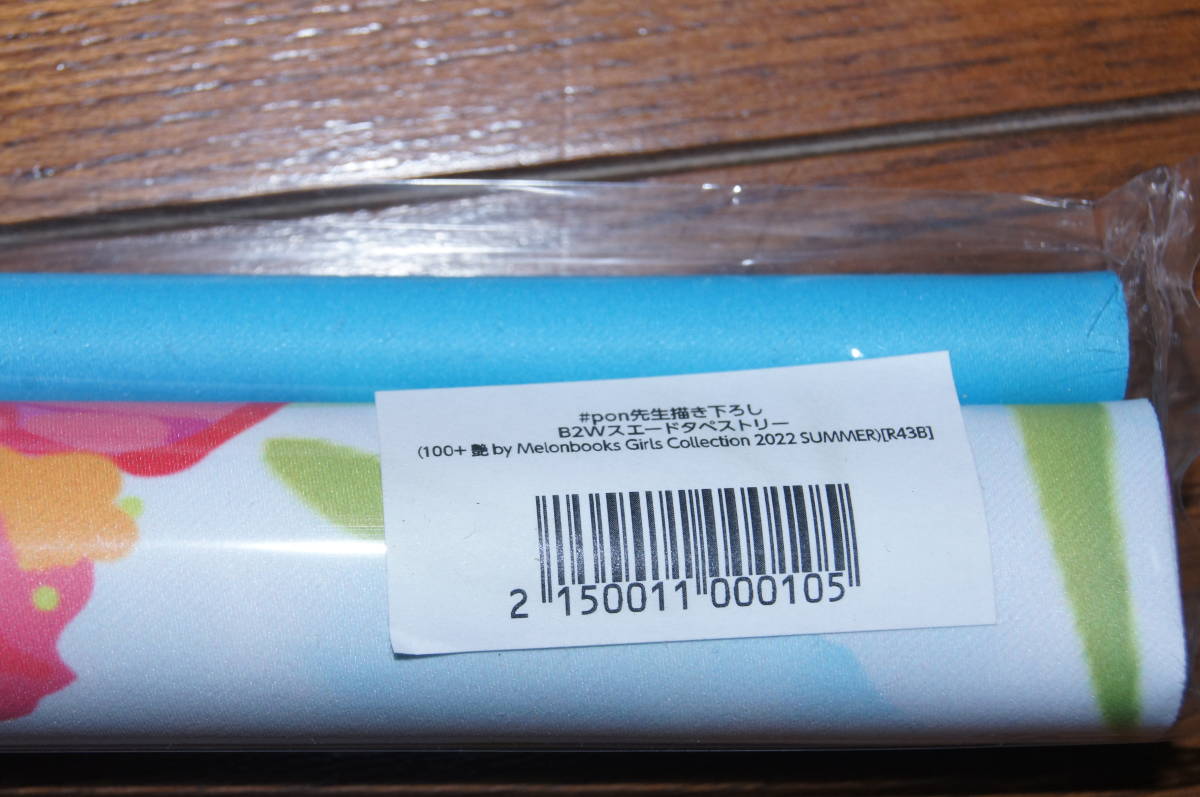 #pon先生描き下ろし
B2Wスエードタペストリー
(100+ 艶 by Melonbooks Girls Collection 2022 SUMMER)[R43B]
2 150011 000105